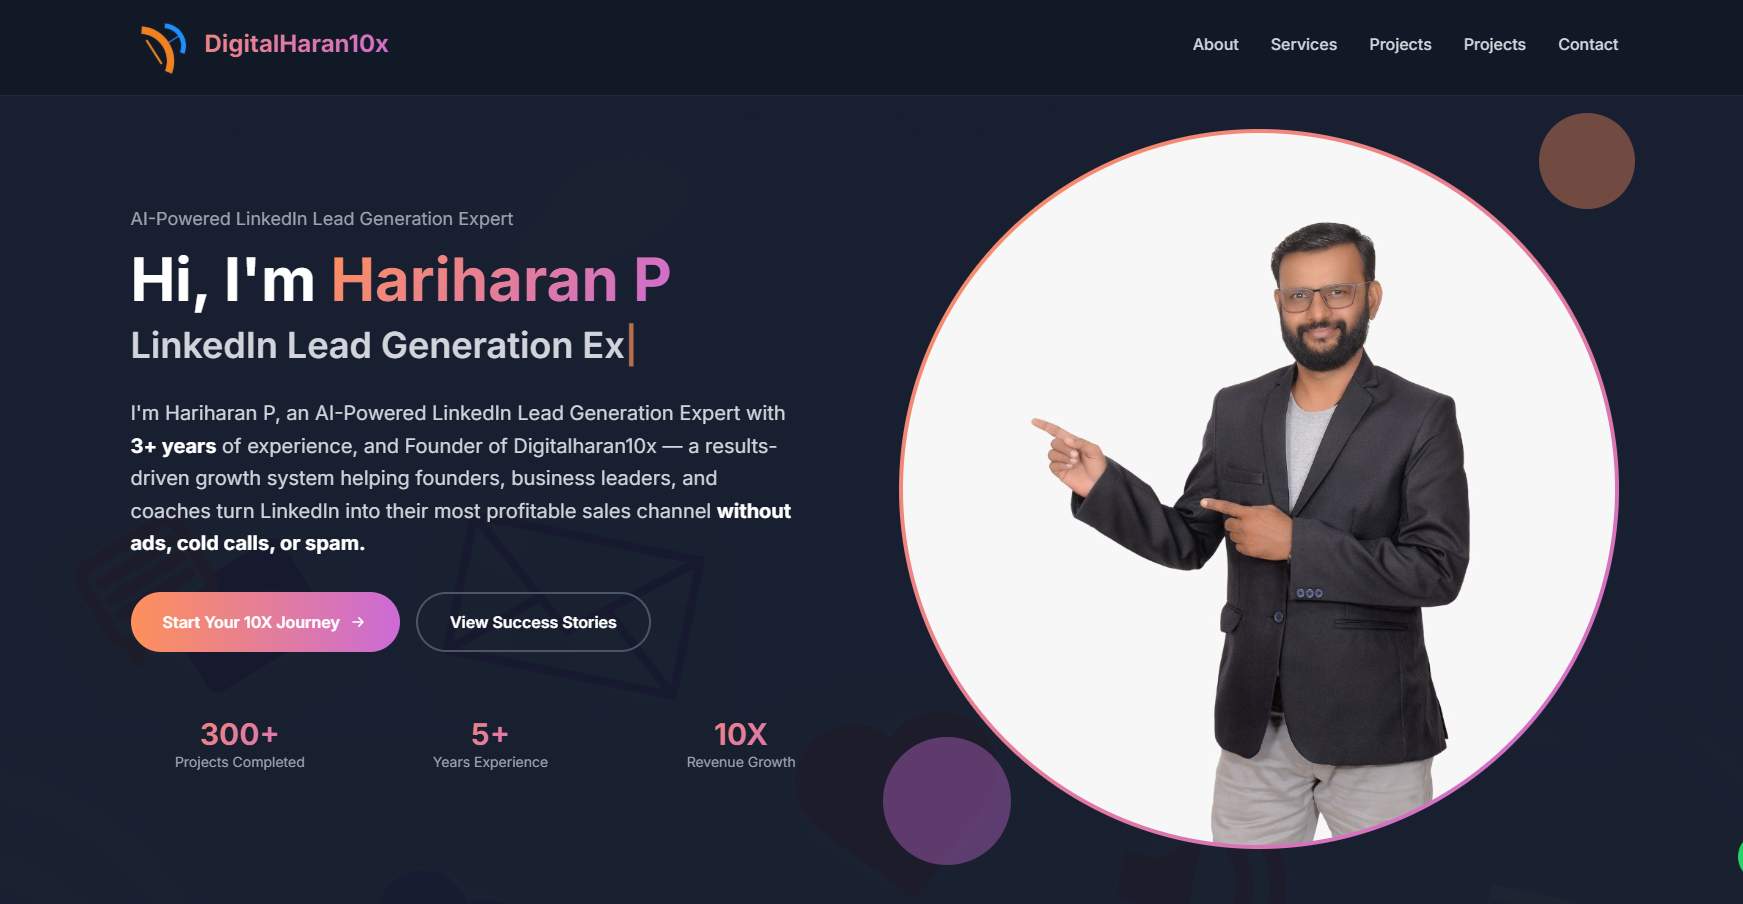 DigitalHaran10x
About Services Projects Projects Contact
AI-Powered LinkedIn Lead Generation Expert
Hi, I'm Hariharan P
LinkedIn Lead Generation Ex
I'm Hariharan P, an AI-Powered LinkedIn Lead Generation Expert with
3+ years of experience, and Founder of Digitalharan10x — a results-
driven growth system helping founders, business leaders, and
coaches turn LinkedIn into their most profitable sales channel without
ads, cold calls, or spam.
Start Your 10X Journey →
View Success Stories
300+ 5+ 10X
Projects Completed Years Experience Revenue Growth